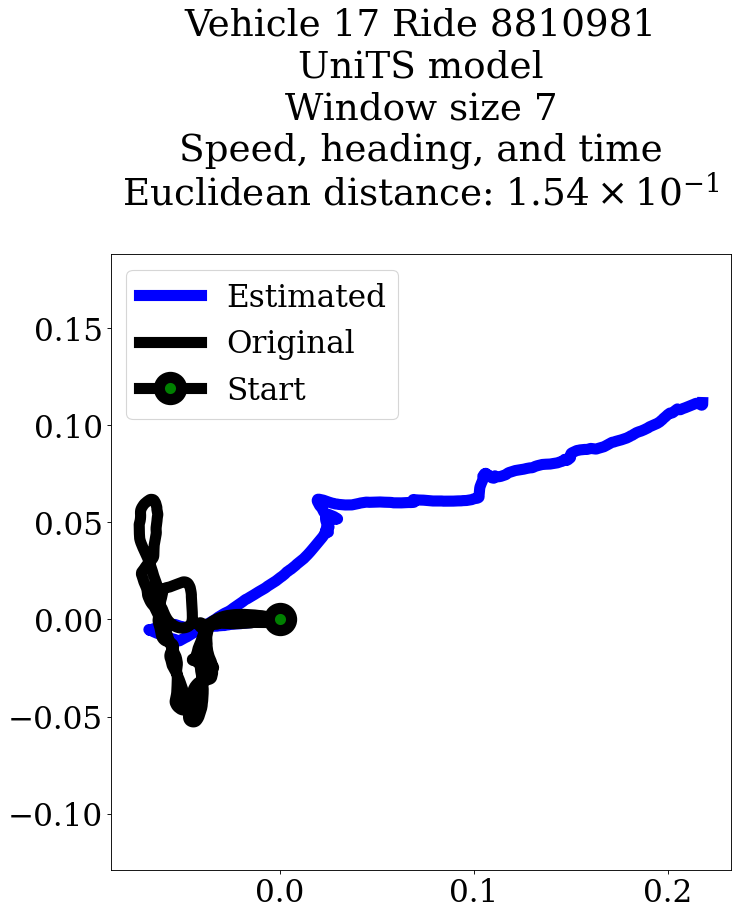 Vehicle 17 Ride 8810981
UniTS model
Window size 7
Speed, heading, and time
Euclidean distance: 1.54 × 10⁻¹
Estimated
Original
Start
0.15
0.10
0.05
0.00
−0.05
−0.10
0.0 0.1 0.2